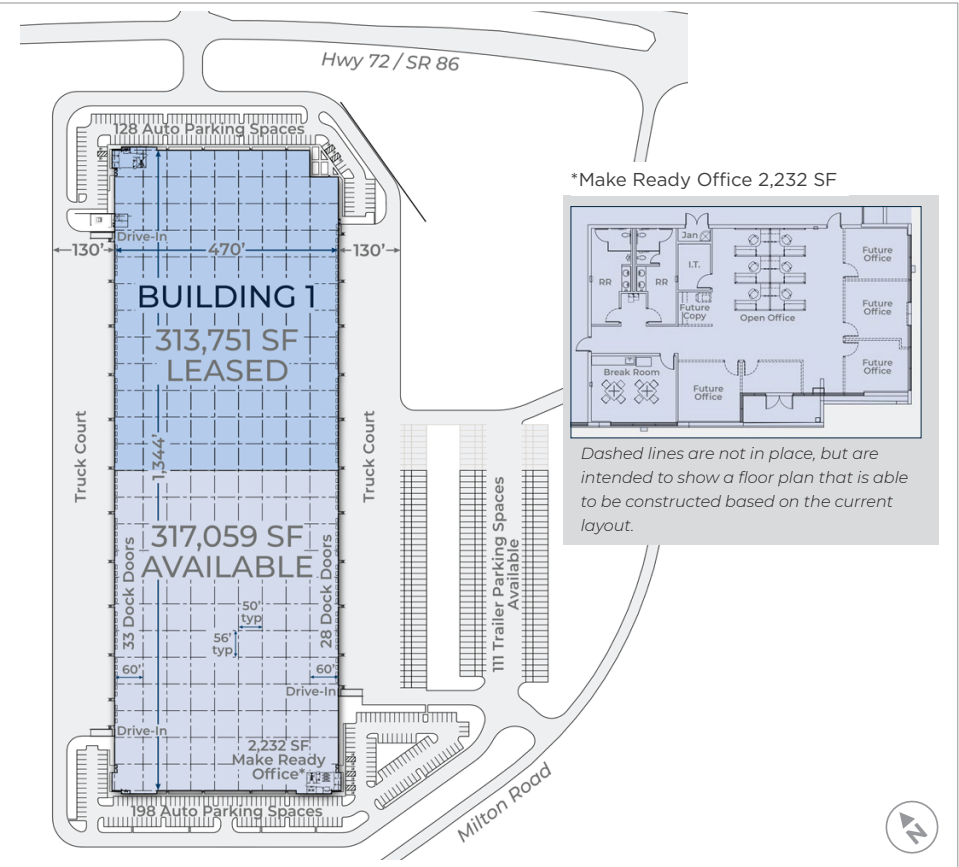 Hwy 72 / SR 86
128 Auto Parking Spaces
Drive-In
130'
470'
130'
BUILDING 1
313,751 SF
LEASED
Truck Court
1,344'
Truck Court
317,059 SF
AVAILABLE
33 Dock Doors
28 Dock Doors
50'
typ
56'
typ
60'
60'
Drive-In
Drive-In
2,232 SF
Make Ready
Office*
198 Auto Parking Spaces
111 Trailer Parking Spaces
Available
Milton Road
*Make Ready Office 2,232 SF
Jan
I.T.
RR
RR
Future
Copy
Open Office
Future
Office
Future
Office
Future
Office
Break Room
Future
Office
Dashed lines are not in place, but are
intended to show a floor plan that is able
to be constructed based on the current
layout.
N